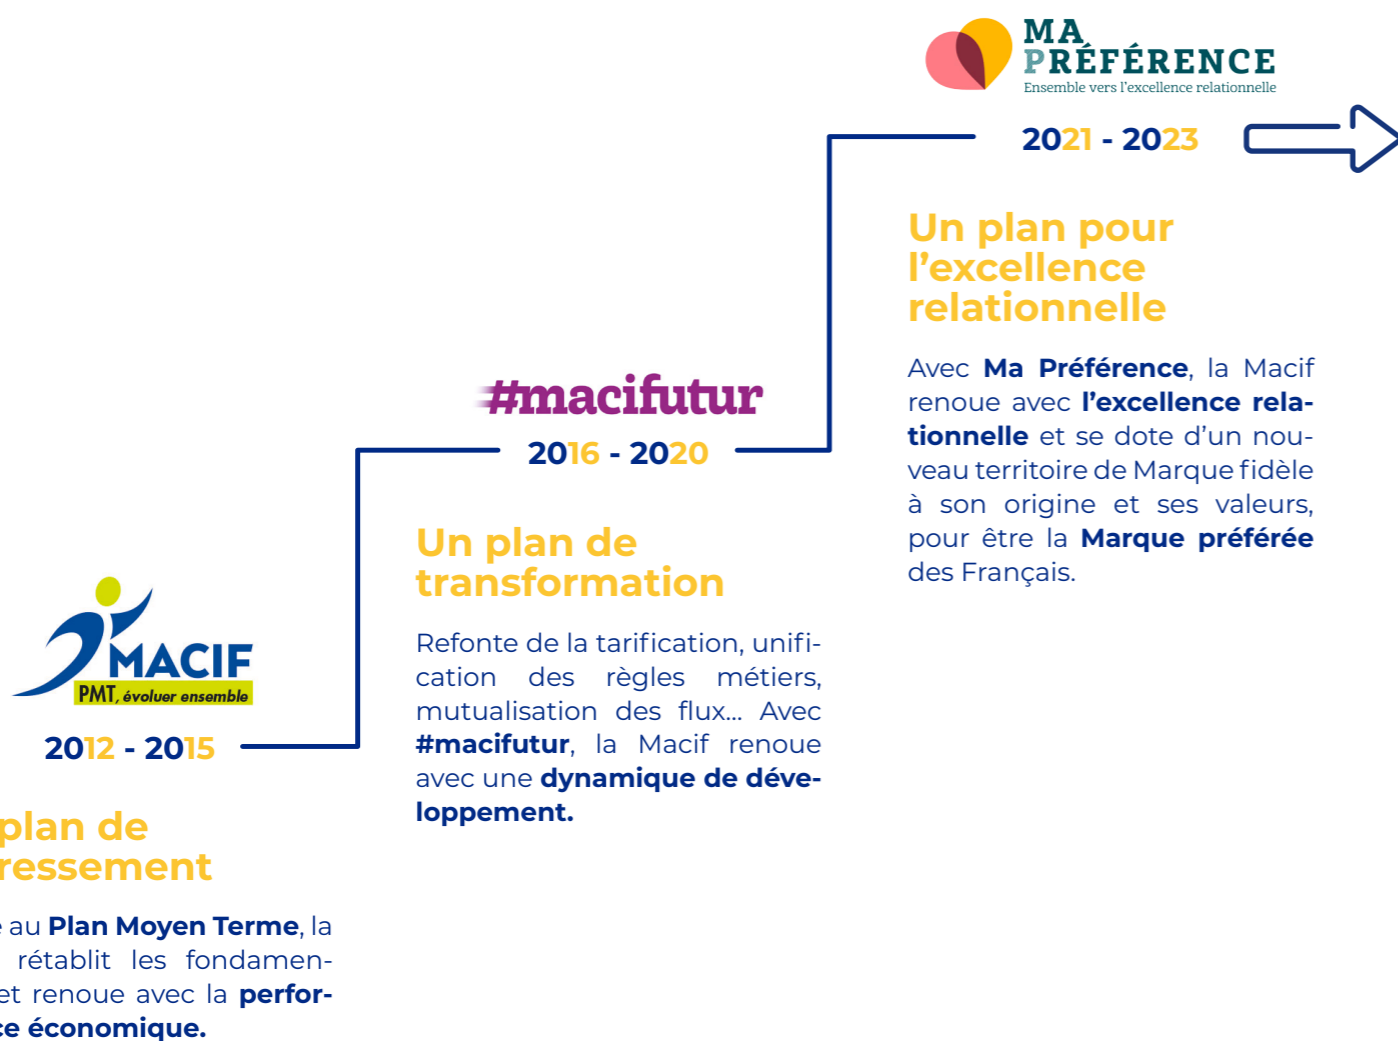 MA
PRÉFÉRENCE
Ensemble vers l'excellence relationnelle
2021 - 2023
Un plan pour
l'excellence
relationnelle
Avec Ma Préférence, la Macif
renoue avec l'excellence rela-
tionnelle et se dote d'un nou-
veau territoire de Marque fidèle
à son origine et ses valeurs,
pour être la Marque préférée
des Français.
#macifutur
2016 - 2020
Un plan de
transformation
Refonte de la tarification, unifi-
cation des règles métiers,
mutualisation des flux... Avec
#macifutur, la Macif renoue
avec une dynamique de déve-
loppement.
MACIF
PMT, évoluer ensemble
2012 - 2015
plan de
ressement
au Plan Moyen Terme, la
rétablit les fondamen-
et renoue avec la perfor-
ce économique.